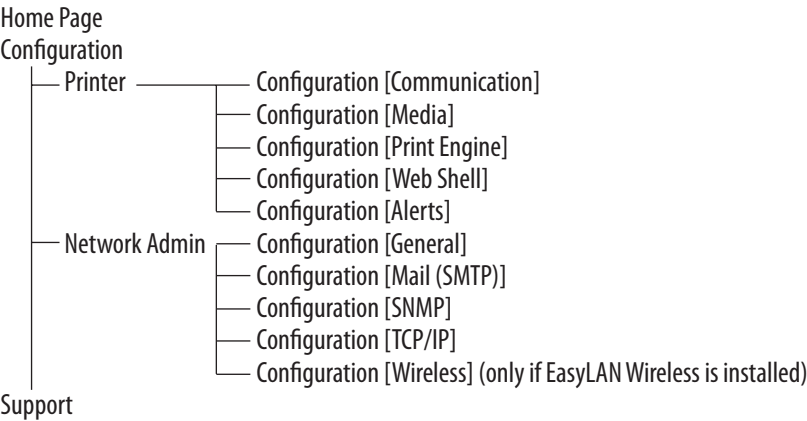 Home Page
Configuration
Printer Configuration [Communication]
Configuration [Media]
Configuration [Print Engine]
Configuration [Web Shell]
Configuration [Alerts]
Network Admin Configuration [General]
Configuration [Mail (SMTP)]
Configuration [SNMP]
Configuration [TCP/IP]
Configuration [Wireless] (only if EasyLAN Wireless is installed)
Support